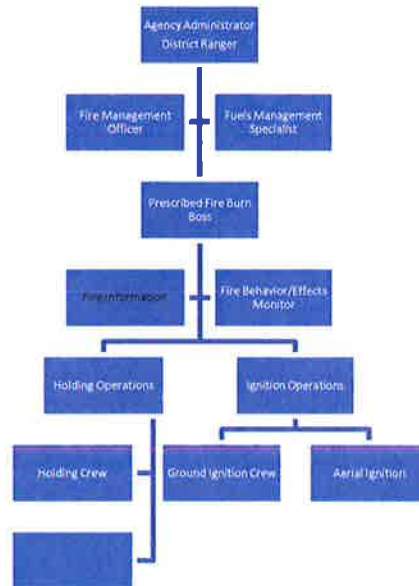 Agency Administrator
District Ranger
Fire Management
Officer
Fuels Management
Specialist
Prescribed Fire Burn
Boss
Fire Information
Fire Behavior/Effects
Monitor
Holding Operations
Ignition Operations
Holding Crew
Ground Ignition Crew
Aerial Ignition